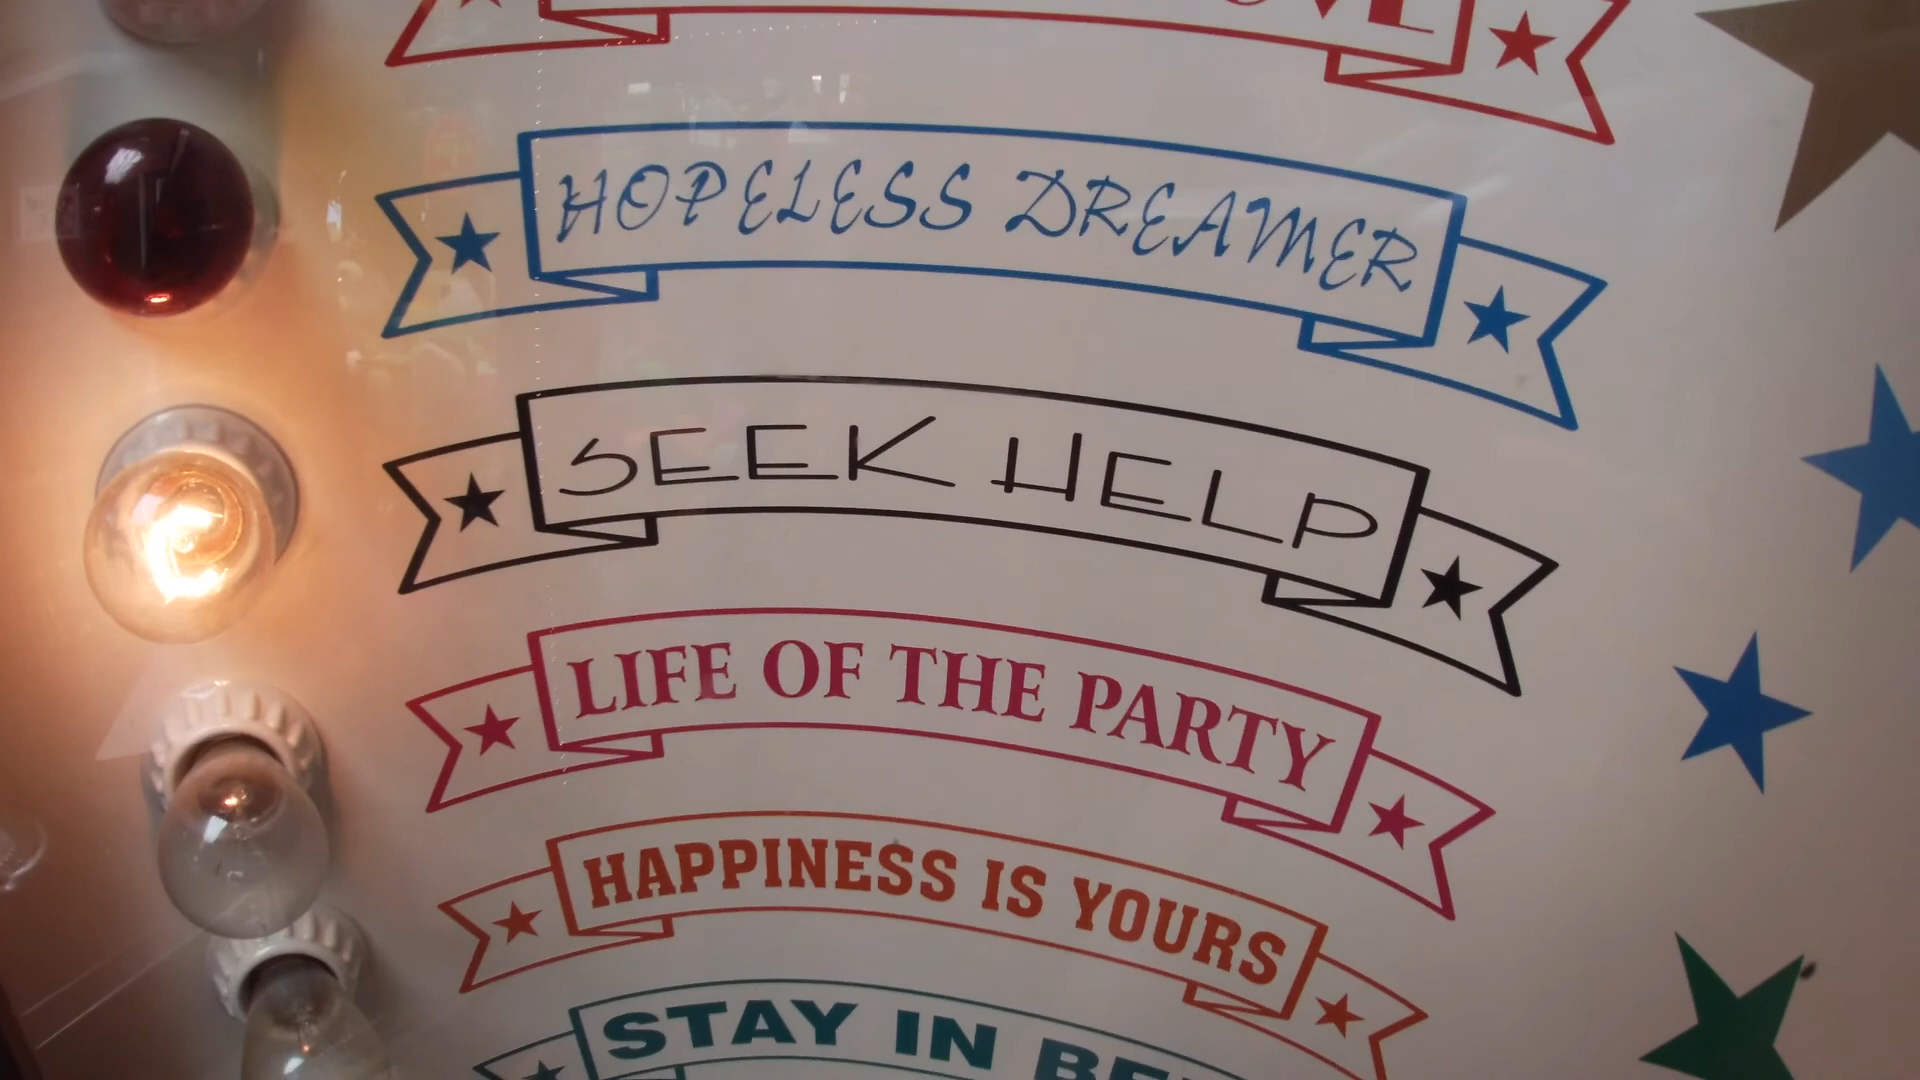 HOPELESS DREAMER
SEEK HELP
LIFE OF THE PARTY
HAPPINESS IS YOURS
STAY IN